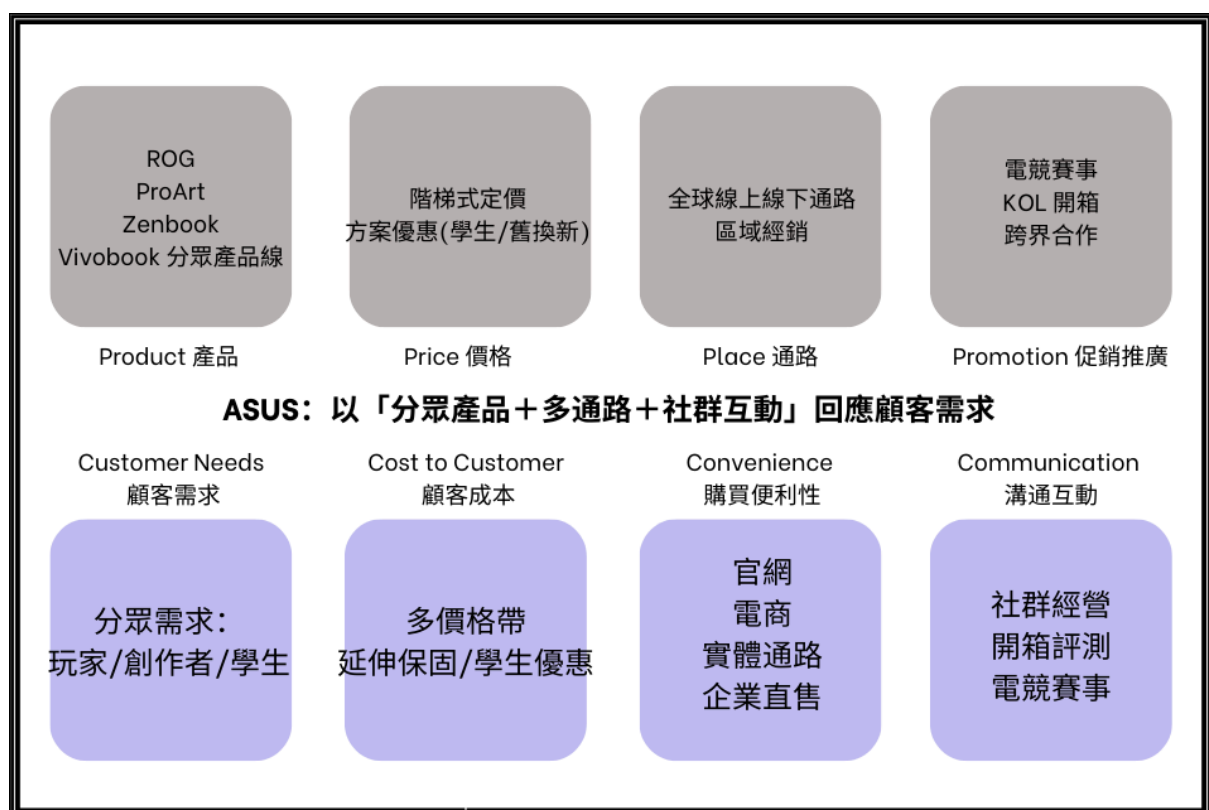 ROG
ProArt
Zenbook
Vivobook 分眾產品線
階梯式定價
方案優惠(學生/舊換新)
全球線上線下通路
區域經銷
電競賽事
KOL 開箱
跨界合作
Product 產品
Price 價格
Place 通路
Promotion 促銷推廣
ASUS：以「分眾產品＋多通路＋社群互動」回應顧客需求
Customer Needs
顧客需求
Cost to Customer
顧客成本
Convenience
購買便利性
Communication
溝通互動
分眾需求：
玩家/創作者/學生
多價格帶
延伸保固/學生優惠
官網
電商
實體通路
企業直售
社群經營
開箱評測
電競賽事